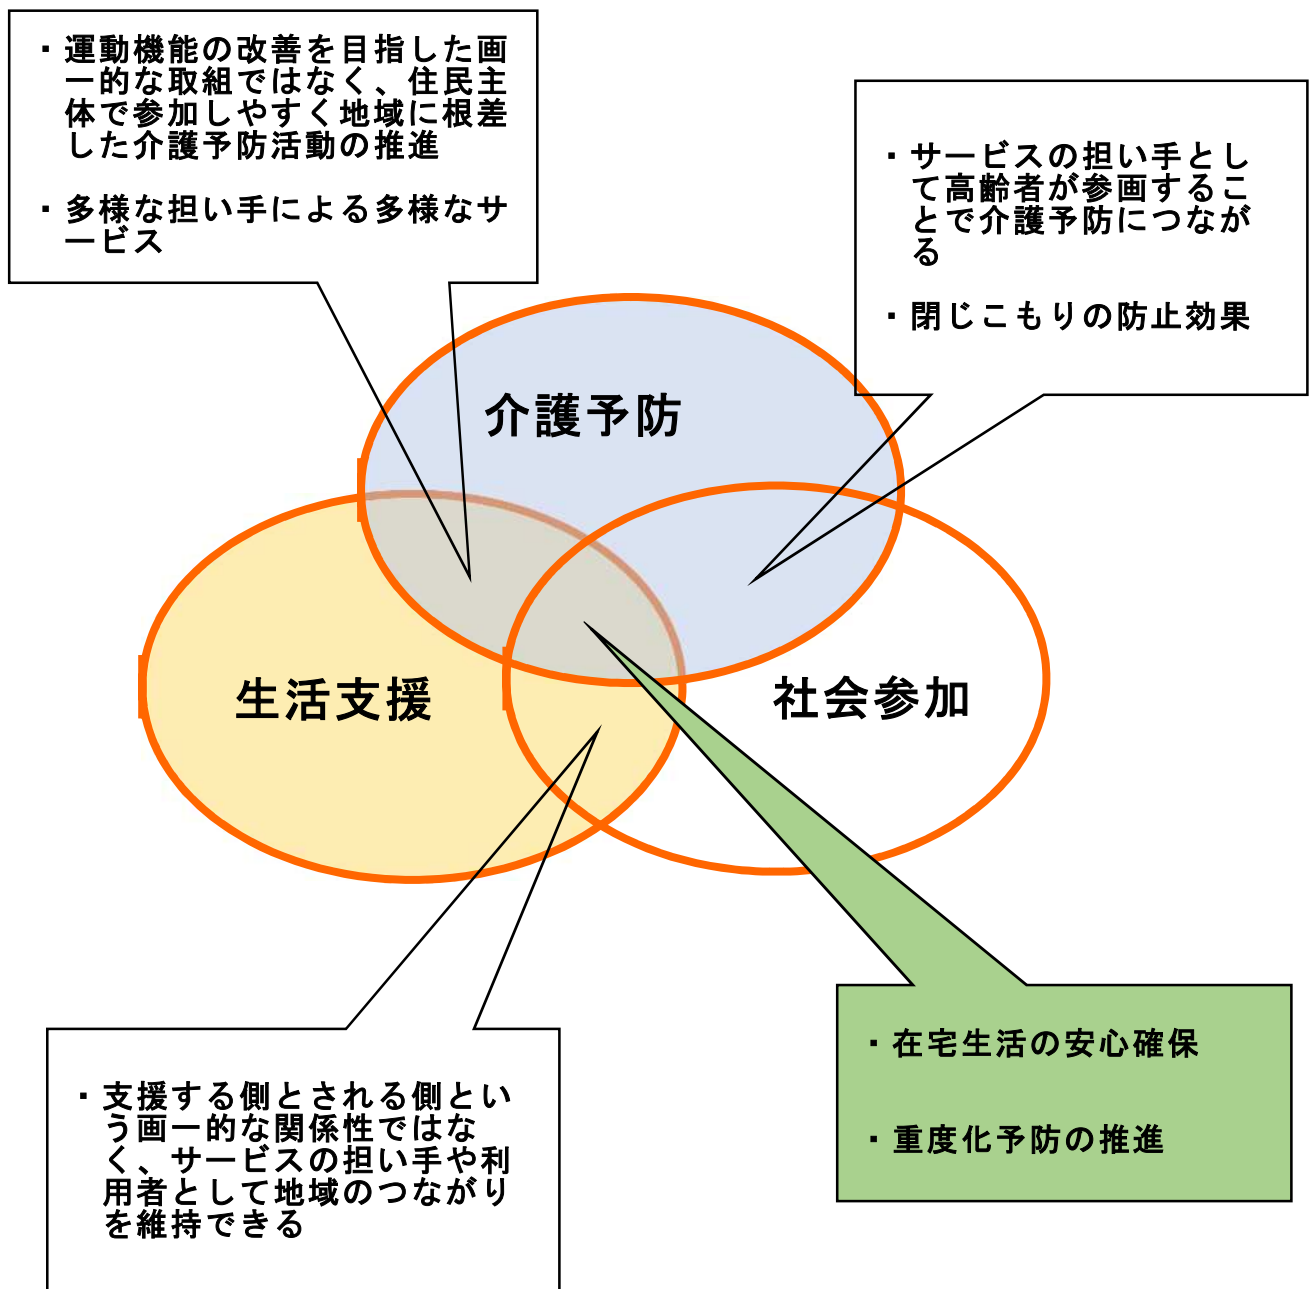 ・運動機能の改善を目指した画
一的な取組ではなく、住民主
体で参加しやすく地域に根差
した介護予防活動の推進
・多様な担い手による多様なサ
ービス
・サービスの担い手とし
て高齢者が参画するこ
とで介護予防につなが
る
・閉じこもりの防止効果
介護予防
生活支援
社会参加
・支援する側とされる側とい
う画一的な関係性ではな
く、サービスの担い手や利
用者として地域のつながり
を維持できる
・在宅生活の安心確保
・重度化予防の推進